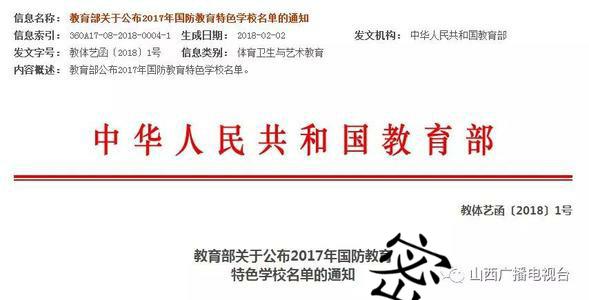 信息名称： 教育部关于公布2017年国防教育特色学校名单的通知
信息索引： 360A17-08-2018-0004-1 生成日期： 2018-02-02 发文机构： 中华人民共和国教育部
发文字号： 教体艺函〔2018〕1号 信息类别： 体育卫生与艺术教育
内容概述： 教育部公布2017年国防教育特色学校名单。
中华人民共和国教育部
教体艺函〔2018〕1号
教育部关于公布2017年国防教育
特色学校名单的通知
密
山西广播电视台